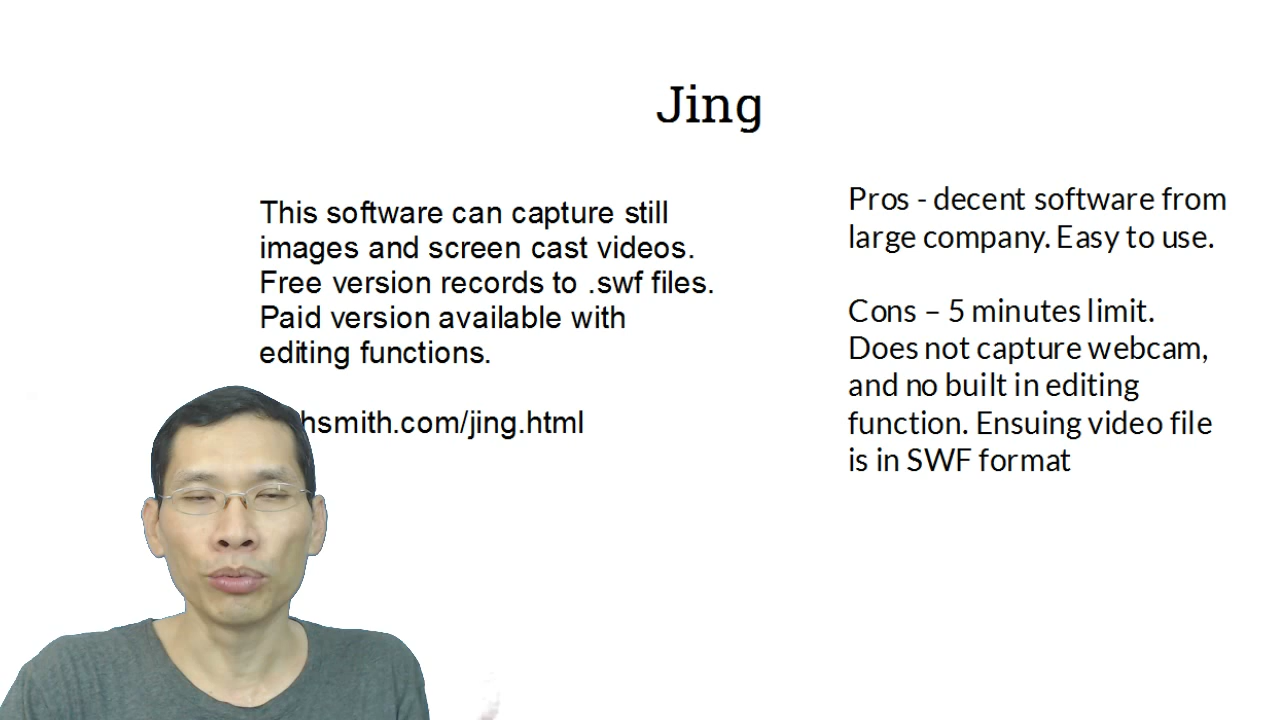 Jing
This software can capture still
images and screen cast videos.
Free version records to .swf files.
Paid version available with
editing functions.
hsmith.com/jing.html
Pros - decent software from
large company. Easy to use.
Cons – 5 minutes limit.
Does not capture webcam,
and no built in editing
function. Ensuing video file
is in SWF format